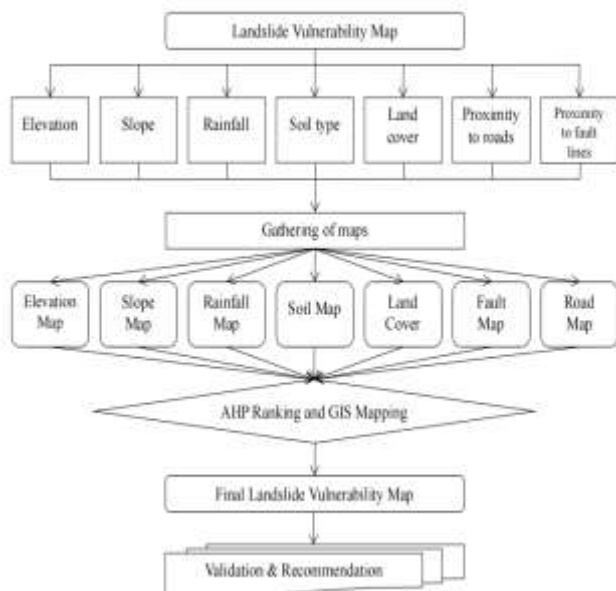 Landslide Vulnerability Map
Elevation
Slope
Rainfall
Soil type
Land
cover
Proximity
to roads
Proximity
to fault
lines
Gathering of maps
Elevation
Map
Slope
Map
Rainfall
Map
Soil Map
Land
Cover
Fault
Map
Road
Map
AHP Ranking and GIS Mapping
Final Landslide Vulnerability Map
Validation & Recommendation